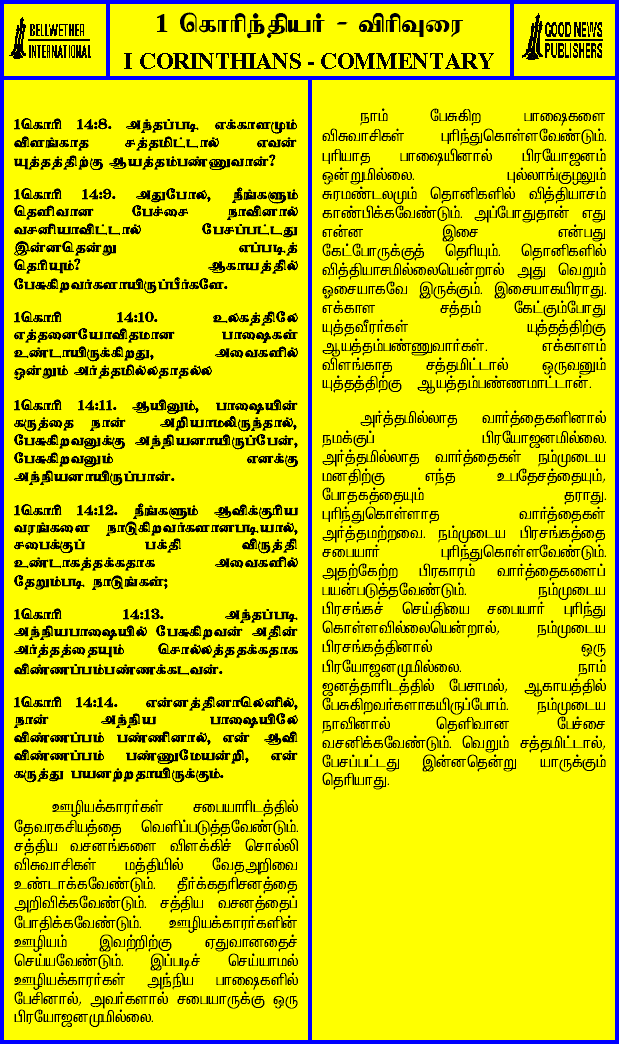 BELLWETHER
INTERNATIONAL
1 கொரிந்தியர் - விரிவுரை
I CORINTHIANS - COMMENTARY
GOOD NEWS
PUBLISHERS
1கொரி 14:8. அந்தப்படி எக்காளமும்
விளங்காத சத்தமிட்டால் எவன்
யுத்தத்திற்கு ஆயத்தம்பண்ணுவான்?
1கொரி 14:9. அதுபோல, நீங்களும்
தெளிவான பேச்சை நாவினால்
வசனியாவிட்டால் பேசப்பட்டது
இன்னதென்று எப்படித்
தெரியும்? ஆகாயத்தில்
பேசுகிறவர்களாயிருப்பீர்களே.
1கொரி 14:10. உலகத்திலே
எத்தனையோவிதமான பாஷைகள்
உண்டாயிருக்கிறது, அவைகளில்
ஒன்றும் அர்த்தமில்லதாதல்ல
1கொரி 14:11. ஆயினும், பாஷையின்
கருத்தை நான் அறியாமலிருந்தால்,
பேசுகிறவனுக்கு அந்நியனாயிருப்பேன்,
பேசுகிறவனும் எனக்கு
அந்நியனாயிருப்பான்.
1கொரி 14:12. நீங்களும் ஆவிக்குரிய
வரங்களை நாடுகிறவர்களானபடியால்,
சபைக்குப் பக்தி விருத்தி
உண்டாகத்தக்கதாக அவைகளில்
தேறும்படி நாடுங்கள்;
1கொரி 14:13. அந்தப்படி
அந்நியபாஷையில் பேசுகிறவன் அதின்
அர்த்தத்தையும் சொல்லத்தக்கதாக
விண்ணப்பம்பண்ணக்கடவன்.
1கொரி 14:14. என்னத்தினாலெனில்,
நான் அந்நிய பாஷையிலே
விண்ணப்பம் பண்ணினால், என் ஆவி
விண்ணப்பம் பண்ணுமேயன்றி, என்
கருத்து பயனற்றதாயிருக்கும்.
ஊழியக்காரர்கள் சபையாரிடத்தில்
தேவரகசியத்தை வெளிப்படுத்தவேண்டும்.
சத்திய வசனங்களை விளக்கிச் சொல்லி
விசுவாசிகள் மத்தியில் வேதஅறிவை
உண்டாக்கவேண்டும். தீர்க்கதரிசனத்தை
அறிவிக்கவேண்டும். சத்திய வசனத்தைப்
போதிக்கவேண்டும். ஊழியக்காரர்களின்
ஊழியம் இவற்றிற்கு ஏதுவானதைச்
செய்யவேண்டும். இப்படிச் செய்யாமல்
ஊழியக்காரர்கள் அந்நிய பாஷைகளில்
பேசினால், அவர்களால் சபையாருக்கு ஒரு
பிரயோஜனமுமில்லை.
நாம் பேசுகிற பாஷைகளை
விசுவாசிகள் புரிந்துகொள்ளவேண்டும்.
புரியாத பாஷையினால் பிரயோஜனம்
ஒன்றுமில்லை. புல்லாங்குழலும்
சுரமண்டலமும் தொனிகளில் வித்தியாசம்
காண்பிக்கவேண்டும். அப்போதுதான் எது
என்ன இசை என்பது
கேட்போருக்குத் தெரியும். தொனிகளில்
வித்தியாசமில்லையென்றால் அது வெறும்
ஓசையாகவே இருக்கும். இசையாகயிராது.
எக்காள சத்தம் கேட்கும்போது
யுத்தவீரர்கள் யுத்தத்திற்கு
ஆயத்தம்பண்ணுவார்கள். எக்காளம்
விளங்காத சத்தமிட்டால் ஒருவனும்
யுத்தத்திற்கு ஆயத்தம்பண்ணமாட்டான்.
அர்த்தமில்லாத வார்த்தைகளினால்
நமக்குப் பிரயோஜனமில்லை.
அர்த்தமில்லாத வார்த்தைகள் நம்முடைய
மனதிற்கு எந்த உபதேசத்தையும்,
போதகத்தையும் தராது.
புரிந்துகொள்ளாத வார்த்தைகள்
அர்த்தமற்றவை. நம்முடைய பிரசங்கத்தை
சபையார் புரிந்துகொள்ளவேண்டும்.
அதற்கேற்ற பிரகாரம் வார்த்தைகளைப்
பயன்படுத்தவேண்டும். நம்முடைய
பிரசங்கச் செய்தியை சபையார் புரிந்து
கொள்ளவில்லையென்றால், நம்முடைய
பிரசங்கத்தினால் ஒரு
பிரயோஜனமுமில்லை. நாம்
ஜனத்தாரிடத்தில் பேசாமல், ஆகாயத்தில்
பேசுகிறவர்களாகயிருப்போம். நம்முடைய
நாவினால் தெளிவான பேச்சை
வசனிக்கவேண்டும். வெறும் சத்தமிட்டால்,
பேசப்பட்டது இன்னதென்று யாருக்கும்
தெரியாது.